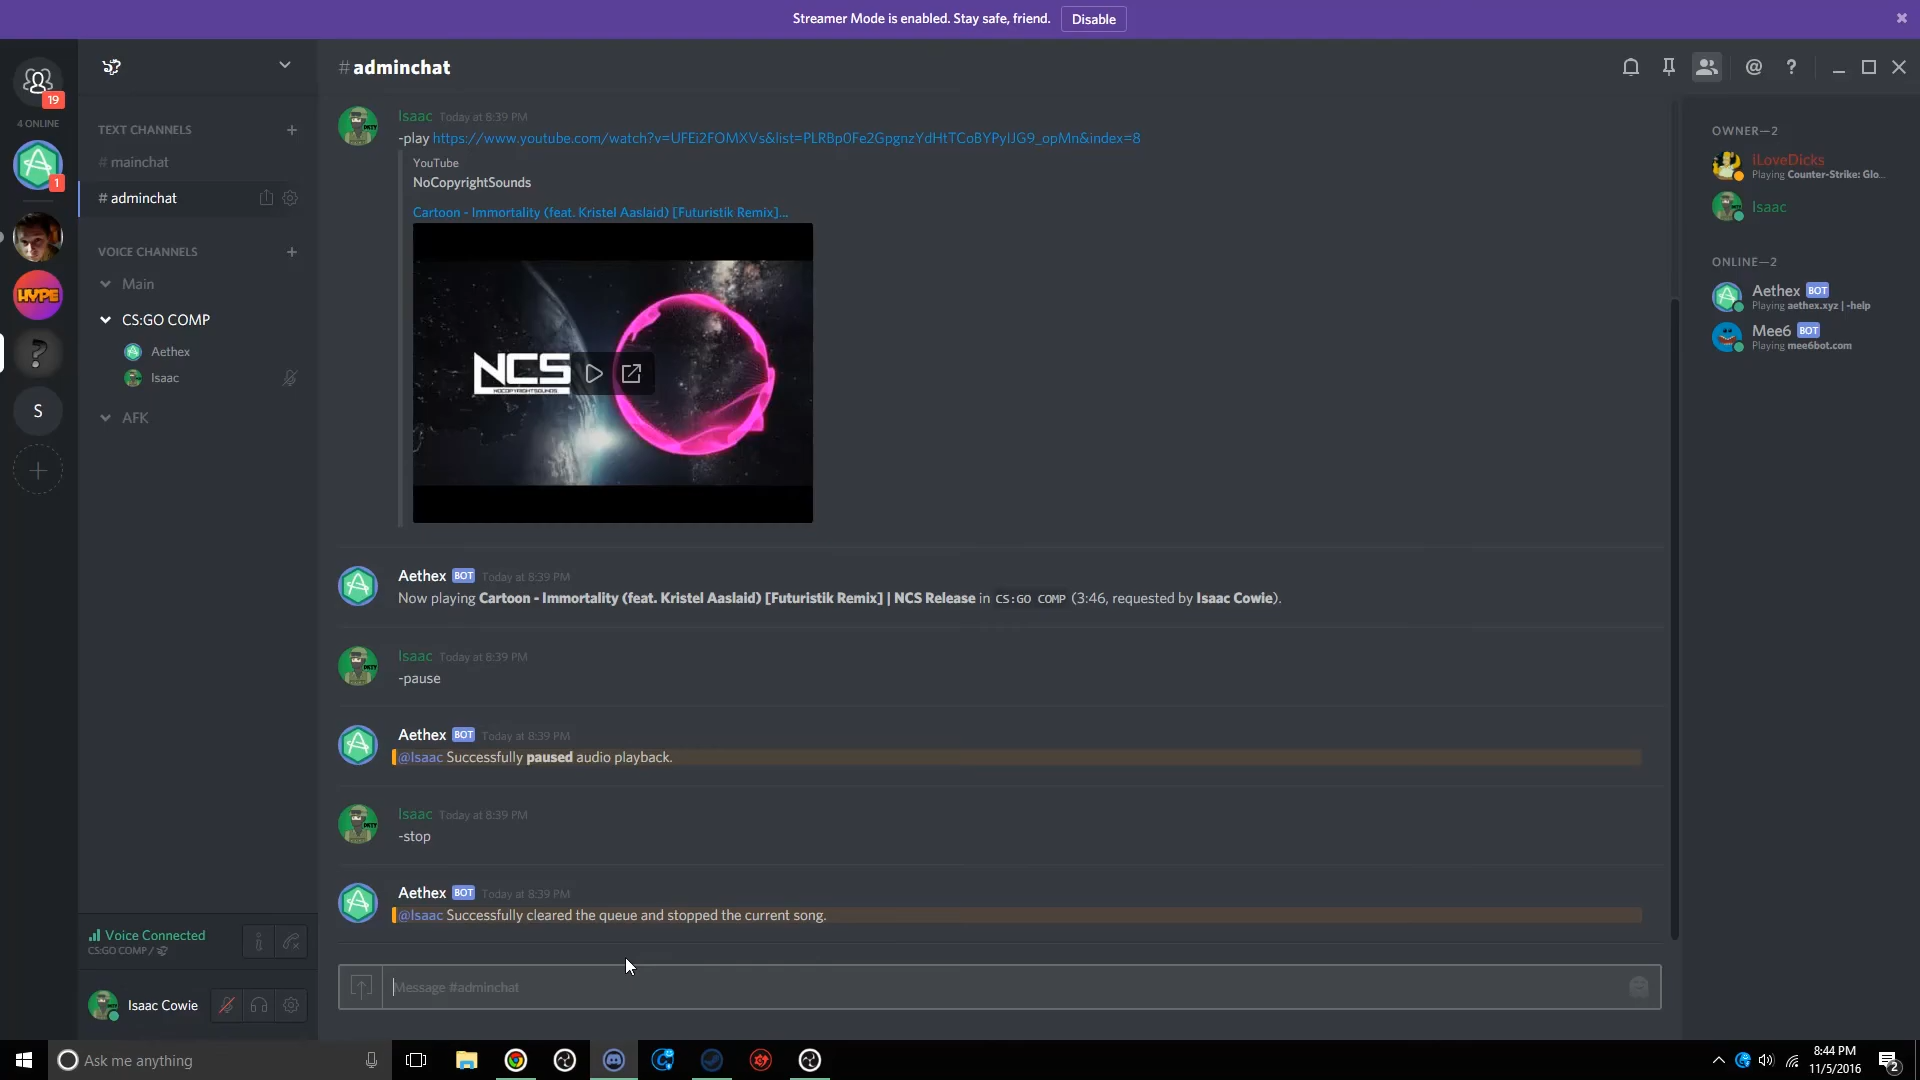 Streamer Mode is enabled. Stay safe, friend.
Disable
19
4 ONLINE
1
HYPE
?
S
TEXT CHANNELS
# mainchat
# adminchat
VOICE CHANNELS
Main
CS:GO COMP
Aethex
Isaac
AFK
Voice Connected
CS:GO COMP /
Isaac Cowie
# adminchat
Isaac Today at 8:39 PM
-play https://www.youtube.com/watch?v=UFEi2FOMXVs&list=PLRBp0Fe2GpgnzYdHtTCoBYPyIJG9_opMn&index=8
YouTube
NoCopyrightSounds
Cartoon - Immortality (feat. Kristel Aaslaid) [Futuristik Remix]...
NCS
NOCOPYRIGHTSOUNDS
Aethex BOT Today at 8:39 PM
Now playing Cartoon - Immortality (feat. Kristel Aaslaid) [Futuristik Remix] | NCS Release in CS:GO COMP (3:46, requested by Isaac Cowie).
Isaac Today at 8:39 PM
-pause
Aethex BOT Today at 8:39 PM
@Isaac Successfully paused audio playback.
Isaac Today at 8:39 PM
-stop
Aethex BOT Today at 8:39 PM
@Isaac Successfully cleared the queue and stopped the current song.
Message #adminchat
OWNER—2
iLoveDicks
Playing Counter-Strike: Glo...
Isaac
ONLINE—2
Aethex BOT
Playing aethex.xyz | -help
Mee6 BOT
Playing mee6bot.com
Ask me anything
8:44 PM
11/5/2016
2